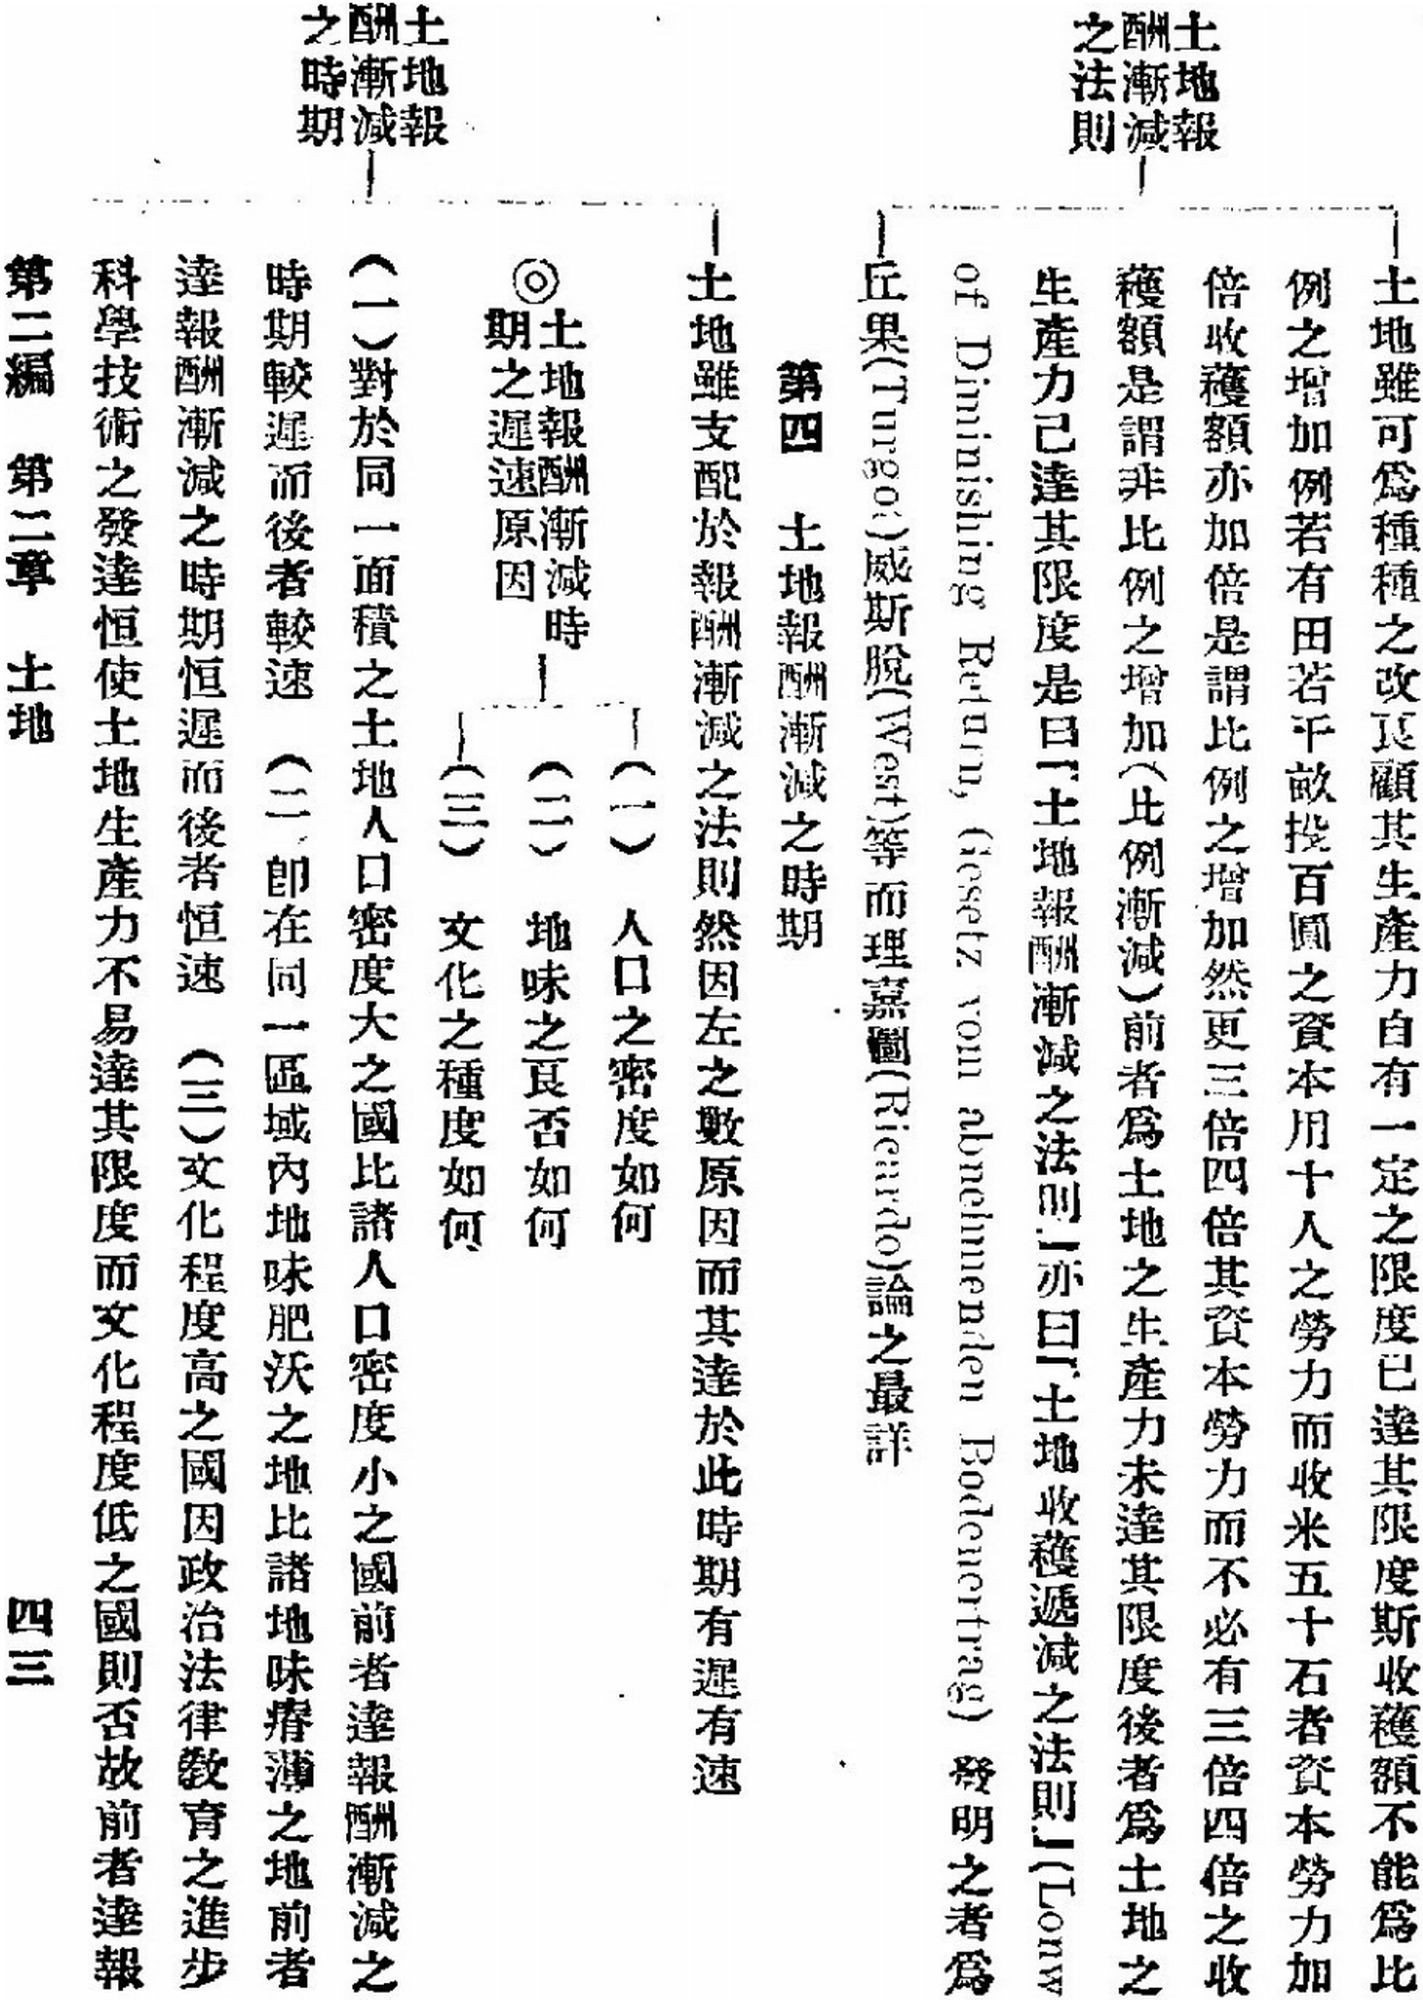 土地報
酬漸減
之法則
土地雖可爲種種之改良顧其生產力自有一定之限度已達其限度斯收穫額不能爲比
例之增加例若有田若干畝投百圓之資本用十人之勞力而收米五十石者資本勞力加
倍收穫額亦加倍是謂比例之增加然更三倍四倍其資本勞力而不必有三倍四倍之收
穫額是謂非比例之增加(比例漸減)前者爲土地之生產力未達其限度後者爲土地之
生產力己達其限度是曰「土地報酬漸減之法則」亦曰「土地收穫遞減之法則」(Lonw
of Diminishing Return, Gesetz vom abnehmenden Bodenertrag) 發明之者爲
丘果(Turgot)威斯脫(West)等而理嘉圖(Ricardo)論之最詳
第四 土地報酬漸減之時期
土地報
酬漸減
之時期
土地雖支配於報酬漸減之法則然因左之數原因而其達於此時期有遲有速
◎土地報酬漸減時
期之遲速原因
(一) 人口之密度如何
(二) 地味之良否如何
(三) 文化之種度如何
(一)對於同一面積之土地人口密度大之國比諸人口密度小之國前者達報酬漸減之
時期較遲而後者較速 (二)卽在同一區域內地味肥沃之地比諸地味瘠薄之地前者
達報酬漸減之時期恒遲而後者恒速 (三)文化程度高之國因政治法律敎育之進步
科學技術之發達恒使土地生產力不易達其限度而文化程度低之國則否故前者達報
第二編 第二章 土地
四三